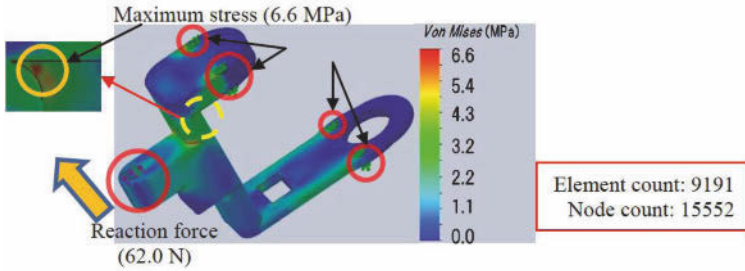 Maximum stress (6.6 MPa)
Von Mises (MPa)
6.6
5.4
4.3
3.2
2.2
1.1
0.0
Element count: 9191
Node count: 15552
Reaction force
(62.0 N)